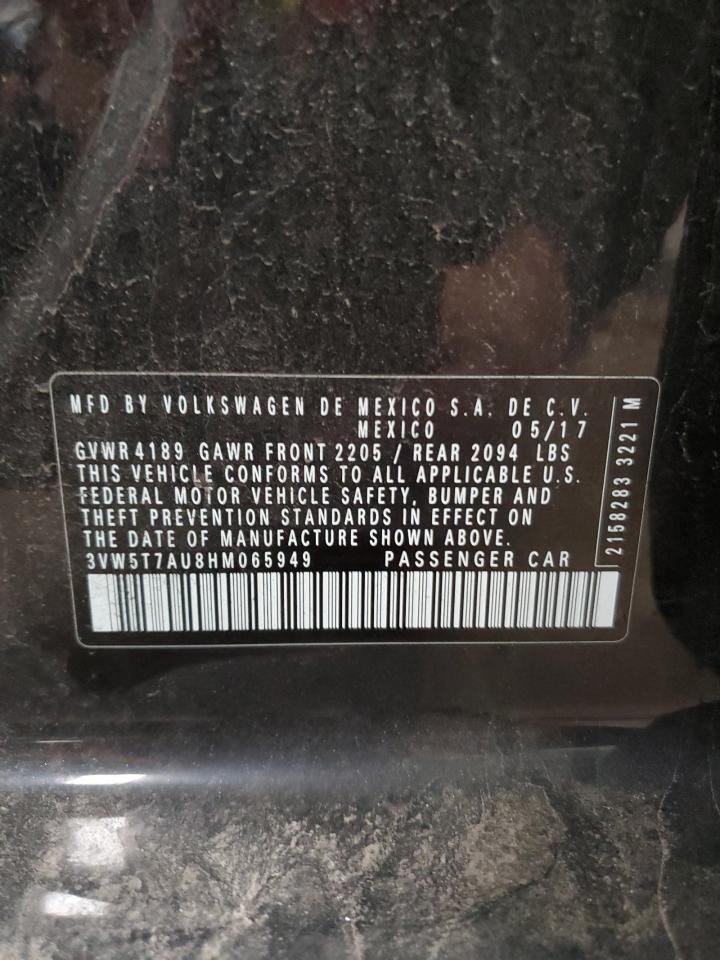 MFD BY VOLKSWAGEN DE MEXICO S.A. DE C.V.
MEXICO 05/17
GVWR 4189 GAWR FRONT 2205 / REAR 2094 LBS
THIS VEHICLE CONFORMS TO ALL APPLICABLE U.S.
FEDERAL MOTOR VEHICLE SAFETY, BUMPER AND
THEFT PREVENTION STANDARDS IN EFFECT ON
THE DATE OF MANUFACTURE SHOWN ABOVE.
3VW5T7AU8HM065949 PASSENGER CAR
2158283 3221 M